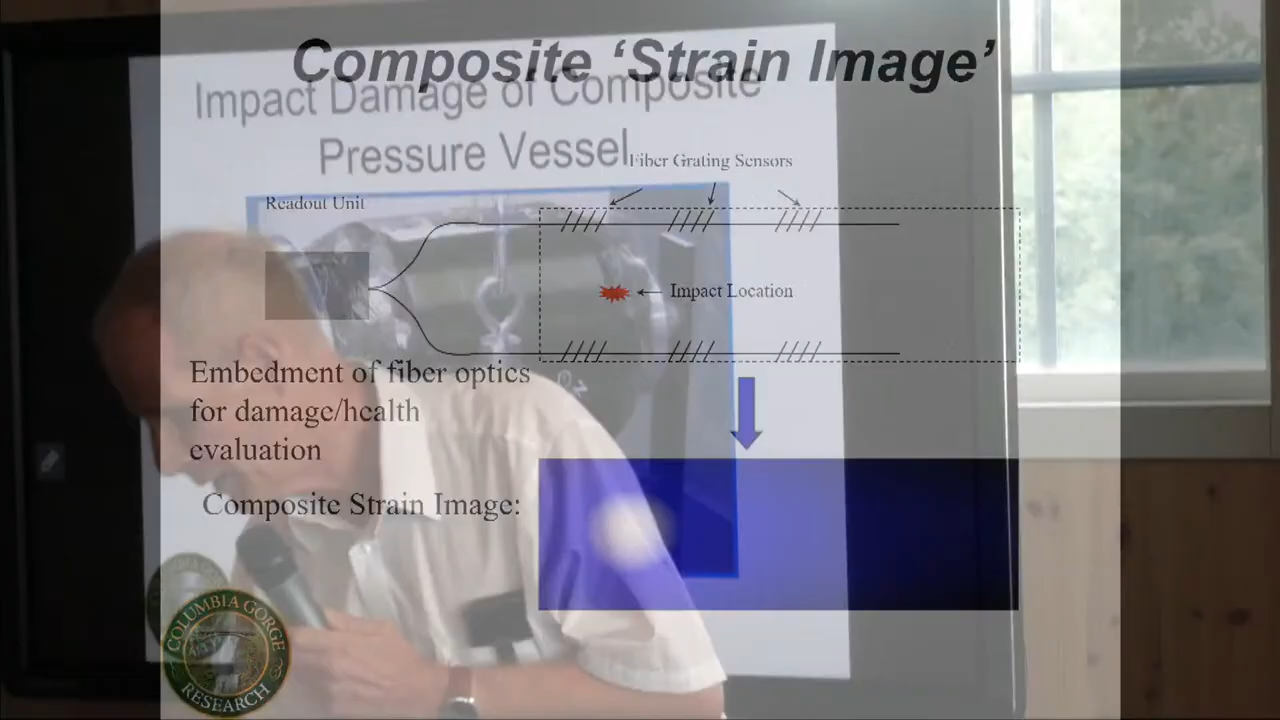 Composite ‘Strain Image’
Impact Damage of Composite
Pressure Vessel
Fiber Grating Sensors
Readout Unit
Impact Location
Embedment of fiber optics
for damage/health
evaluation
Composite Strain Image:
COLUMBIA GORGE
RESEARCH